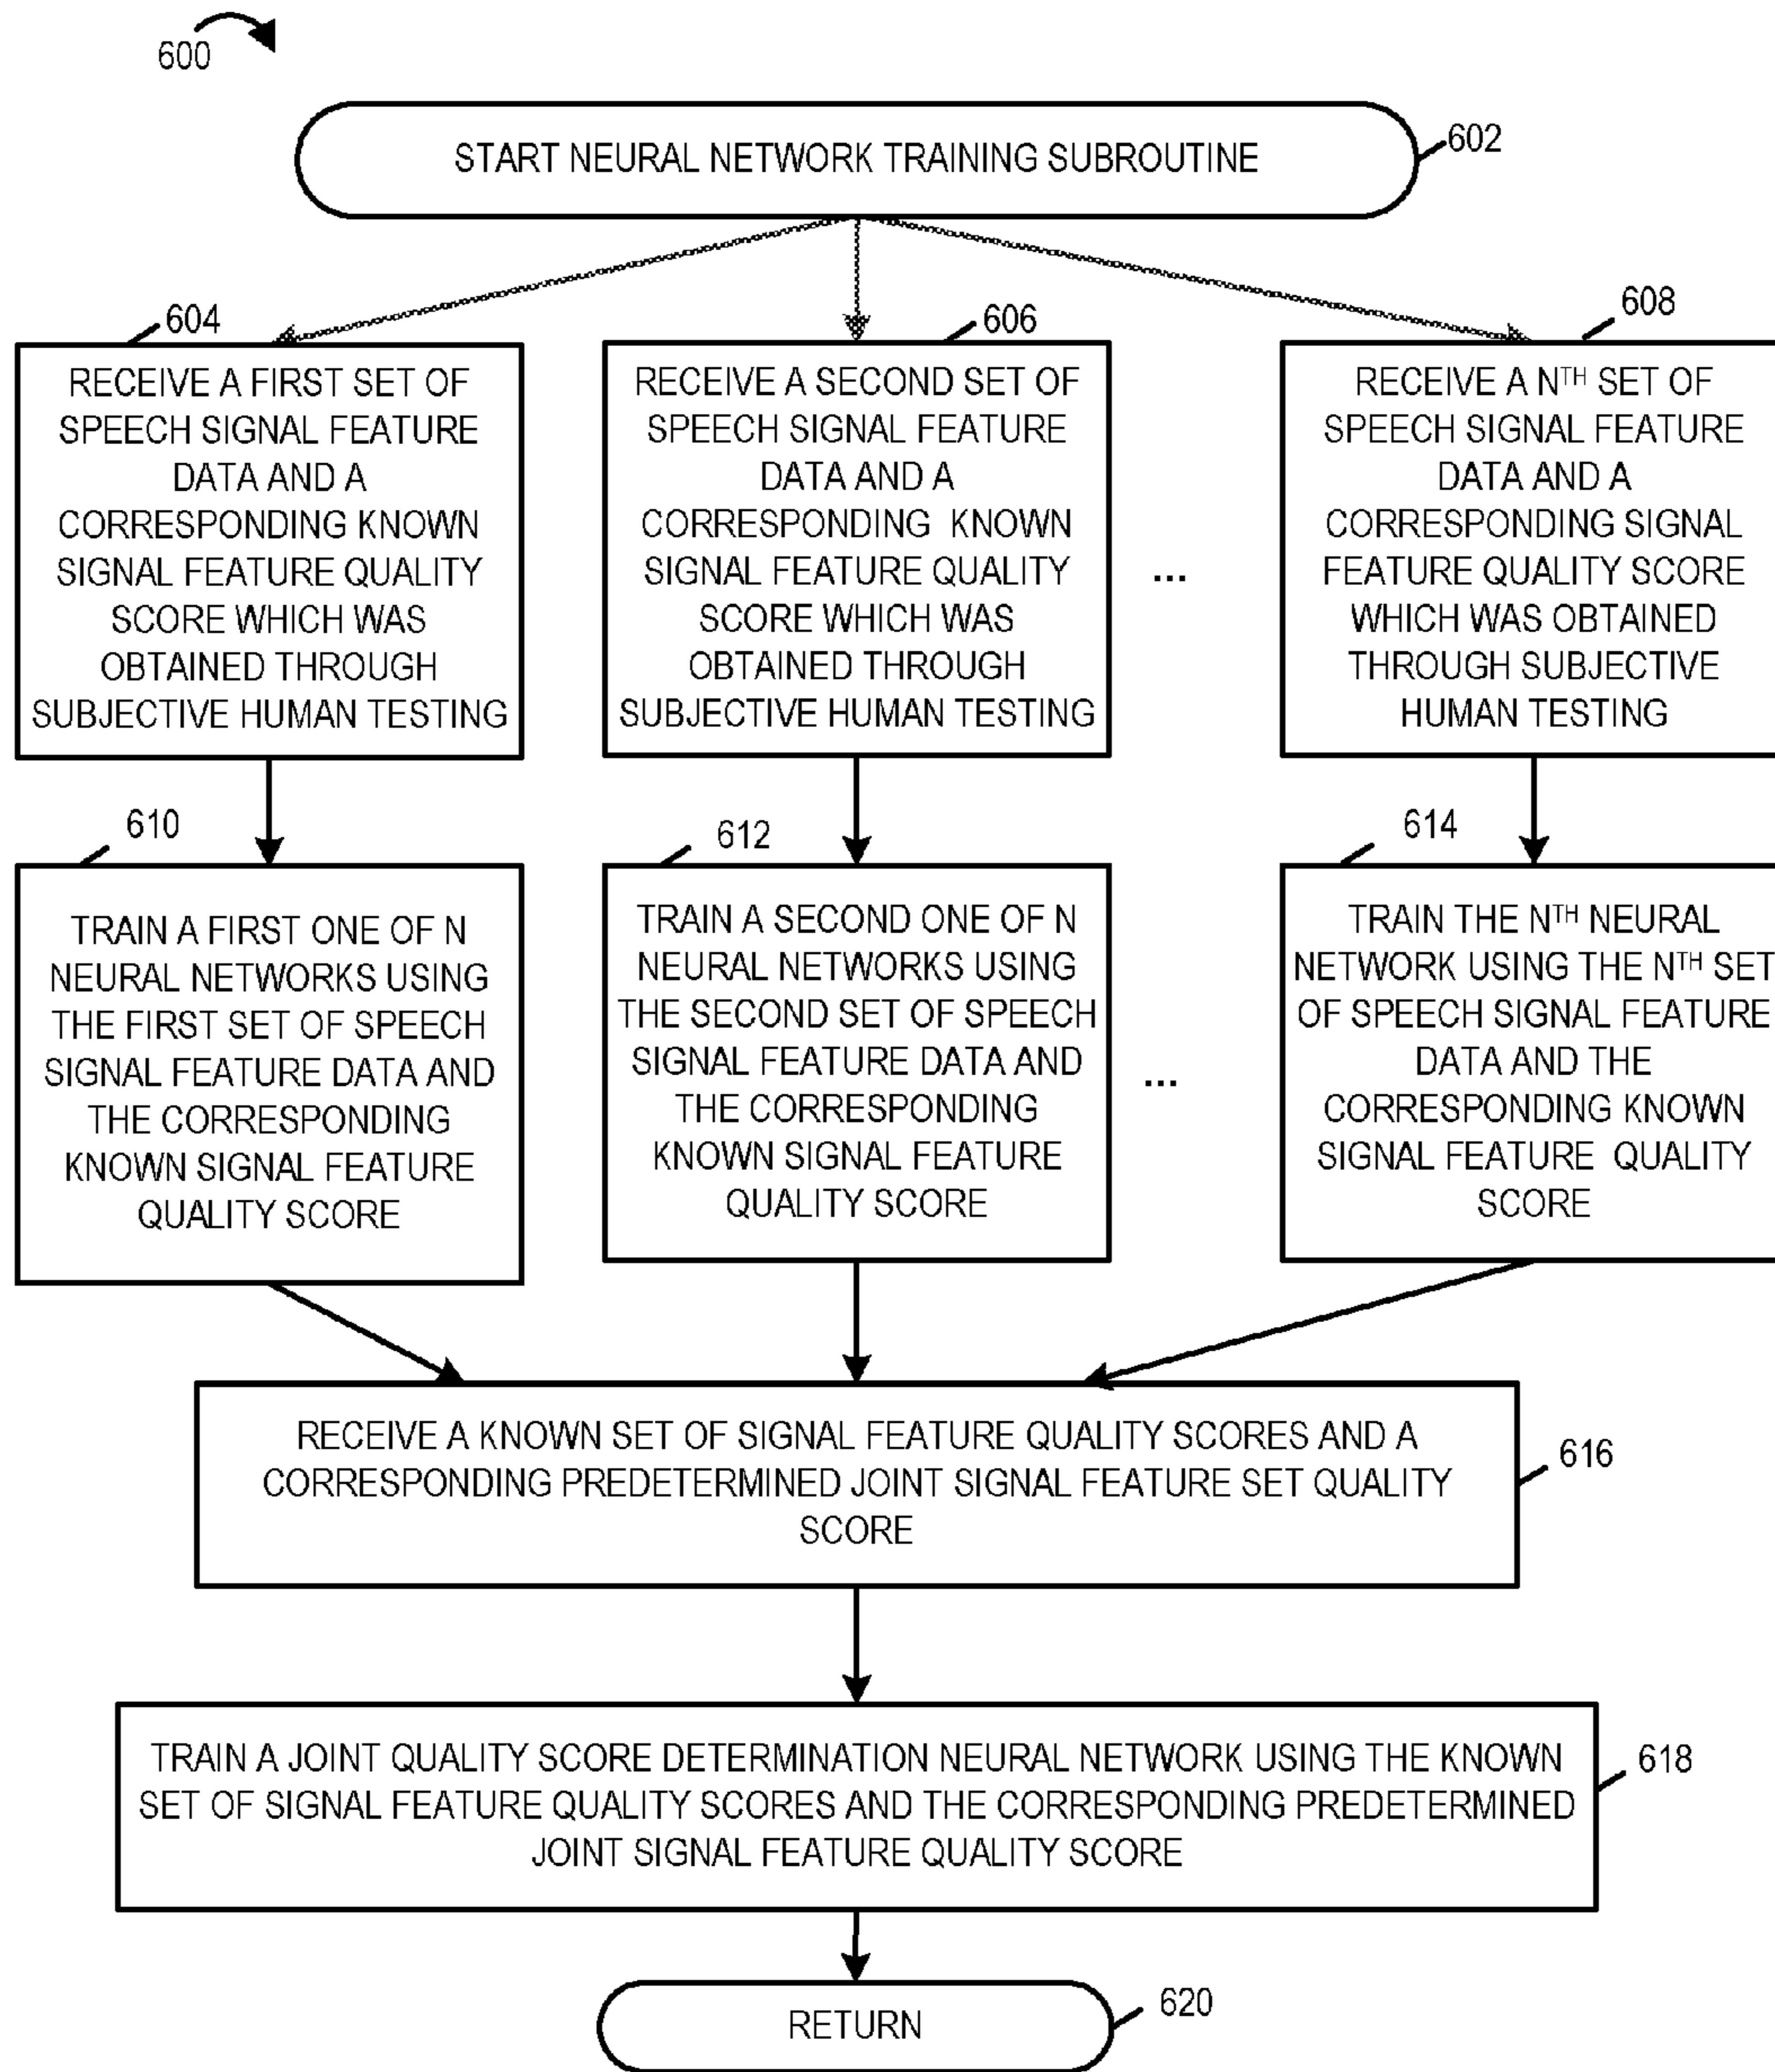 600
START NEURAL NETWORK TRAINING SUBROUTINE
602
604
RECEIVE A FIRST SET OF
SPEECH SIGNAL FEATURE
DATA AND A
CORRESPONDING KNOWN
SIGNAL FEATURE QUALITY
SCORE WHICH WAS
OBTAINED THROUGH
SUBJECTIVE HUMAN TESTING
606
RECEIVE A SECOND SET OF
SPEECH SIGNAL FEATURE
DATA AND A
CORRESPONDING KNOWN
SIGNAL FEATURE QUALITY
SCORE WHICH WAS
OBTAINED THROUGH
SUBJECTIVE HUMAN TESTING
...
608
RECEIVE A NTH SET OF
SPEECH SIGNAL FEATURE
DATA AND A
CORRESPONDING SIGNAL
FEATURE QUALITY SCORE
WHICH WAS OBTAINED
THROUGH SUBJECTIVE
HUMAN TESTING
610
TRAIN A FIRST ONE OF N
NEURAL NETWORKS USING
THE FIRST SET OF SPEECH
SIGNAL FEATURE DATA AND
THE CORRESPONDING
KNOWN SIGNAL FEATURE
QUALITY SCORE
612
TRAIN A SECOND ONE OF N
NEURAL NETWORKS USING
THE SECOND SET OF SPEECH
SIGNAL FEATURE DATA AND
THE CORRESPONDING
KNOWN SIGNAL FEATURE
QUALITY SCORE
...
614
TRAIN THE NTH NEURAL
NETWORK USING THE NTH SET
OF SPEECH SIGNAL FEATURE
DATA AND THE
CORRESPONDING KNOWN
SIGNAL FEATURE QUALITY
SCORE
RECEIVE A KNOWN SET OF SIGNAL FEATURE QUALITY SCORES AND A
CORRESPONDING PREDETERMINED JOINT SIGNAL FEATURE SET QUALITY
SCORE
616
TRAIN A JOINT QUALITY SCORE DETERMINATION NEURAL NETWORK USING THE KNOWN
SET OF SIGNAL FEATURE QUALITY SCORES AND THE CORRESPONDING PREDETERMINED
JOINT SIGNAL FEATURE QUALITY SCORE
618
RETURN
620